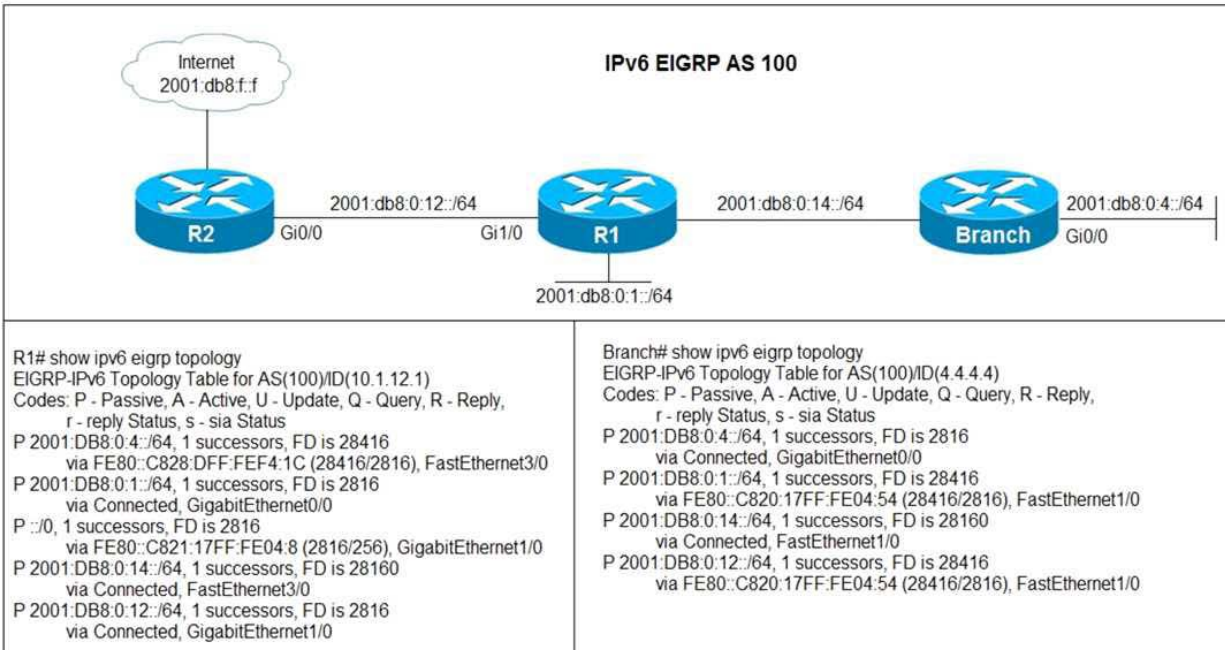 Internet
2001:db8:f::f
IPv6 EIGRP AS 100
2001:db8:0:12::/64
2001:db8:0:14::/64
2001:db8:0:4::/64
R2
Gi0/0
Gi1/0
R1
Branch
Gi0/0
2001:db8:0:1::/64
R1# show ipv6 eigrp topology
EIGRP-IPv6 Topology Table for AS(100)/ID(10.1.12.1)
Codes: P - Passive, A - Active, U - Update, Q - Query, R - Reply,
r - reply Status, s - sia Status
P 2001:DB8:0:4::/64, 1 successors, FD is 28416
via FE80::C828:DFF:FEF4:1C (28416/2816), FastEthernet3/0
P 2001:DB8:0:1::/64, 1 successors, FD is 2816
via Connected, GigabitEthernet0/0
P ::/0, 1 successors, FD is 2816
via FE80::C821:17FF:FE04:8 (2816/256), GigabitEthernet1/0
P 2001:DB8:0:14::/64, 1 successors, FD is 28160
via Connected, FastEthernet3/0
P 2001:DB8:0:12::/64, 1 successors, FD is 2816
via Connected, GigabitEthernet1/0
Branch# show ipv6 eigrp topology
EIGRP-IPv6 Topology Table for AS(100)/ID(4.4.4.4)
Codes: P - Passive, A - Active, U - Update, Q - Query, R - Reply,
r - reply Status, s - sia Status
P 2001:DB8:0:4::/64, 1 successors, FD is 2816
via Connected, GigabitEthernet0/0
P 2001:DB8:0:1::/64, 1 successors, FD is 28416
via FE80::C820:17FF:FE04:54 (28416/2816), FastEthernet1/0
P 2001:DB8:0:14::/64, 1 successors, FD is 28160
via Connected, FastEthernet1/0
P 2001:DB8:0:12::/64, 1 successors, FD is 28416
via FE80::C820:17FF:FE04:54 (28416/2816), FastEthernet1/0